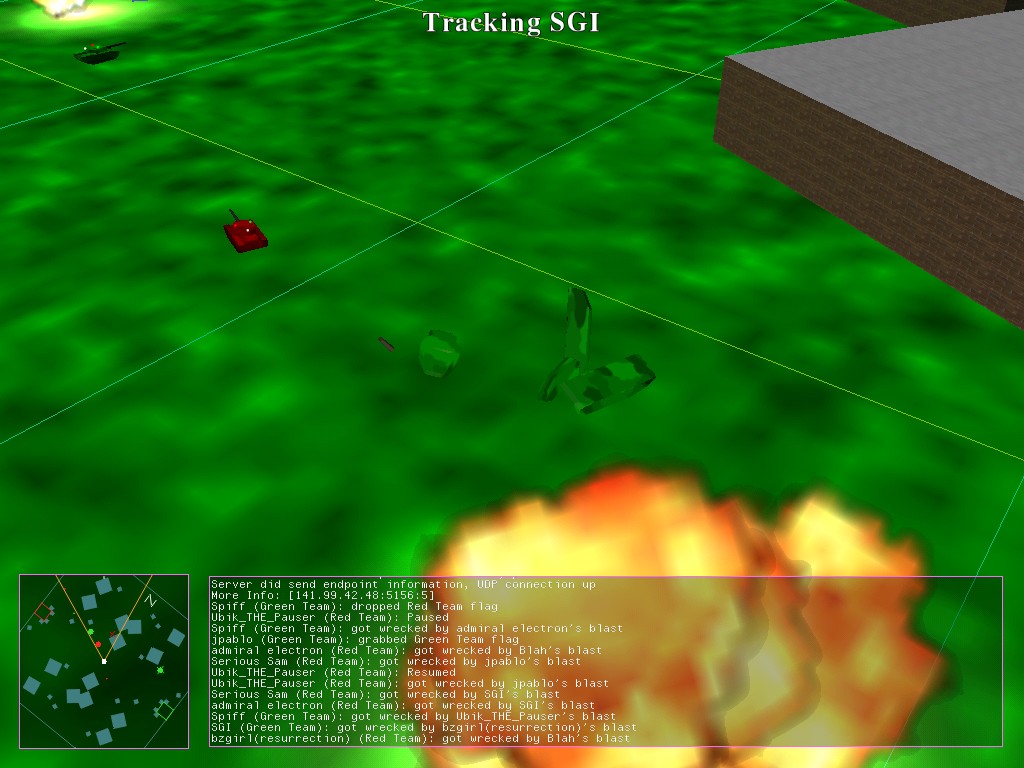 Tracking SGI
Server did send endpoint information, UDP connection up
More Info: [141.99.42.48:5156:5]
Spiff (Green Team): dropped Red Team flag
Ubik_THE_Pauser (Red Team): Paused
Spiff (Green Team): got wrecked by admiral electron's blast
jpablo (Green Team): grabbed Green Team flag
admiral electron (Red Team): got wrecked by Blah's blast
Serious Sam (Red Team): got wrecked by jpablo's blast
Ubik_THE_Pauser (Red Team): Resumed
Ubik_THE_Pauser (Red Team): got wrecked by jpablo's blast
Serious Sam (Red Team): got wrecked by SGI's blast
admiral electron (Red Team): got wrecked by SGI's blast
Spiff (Green Team): got wrecked by Ubik_THE_Pauser's blast
SGI (Green Team): got wrecked by bzgirl(resurrection)'s blast
bzgirl(resurrection) (Red Team): got wrecked by Blah's blast
N